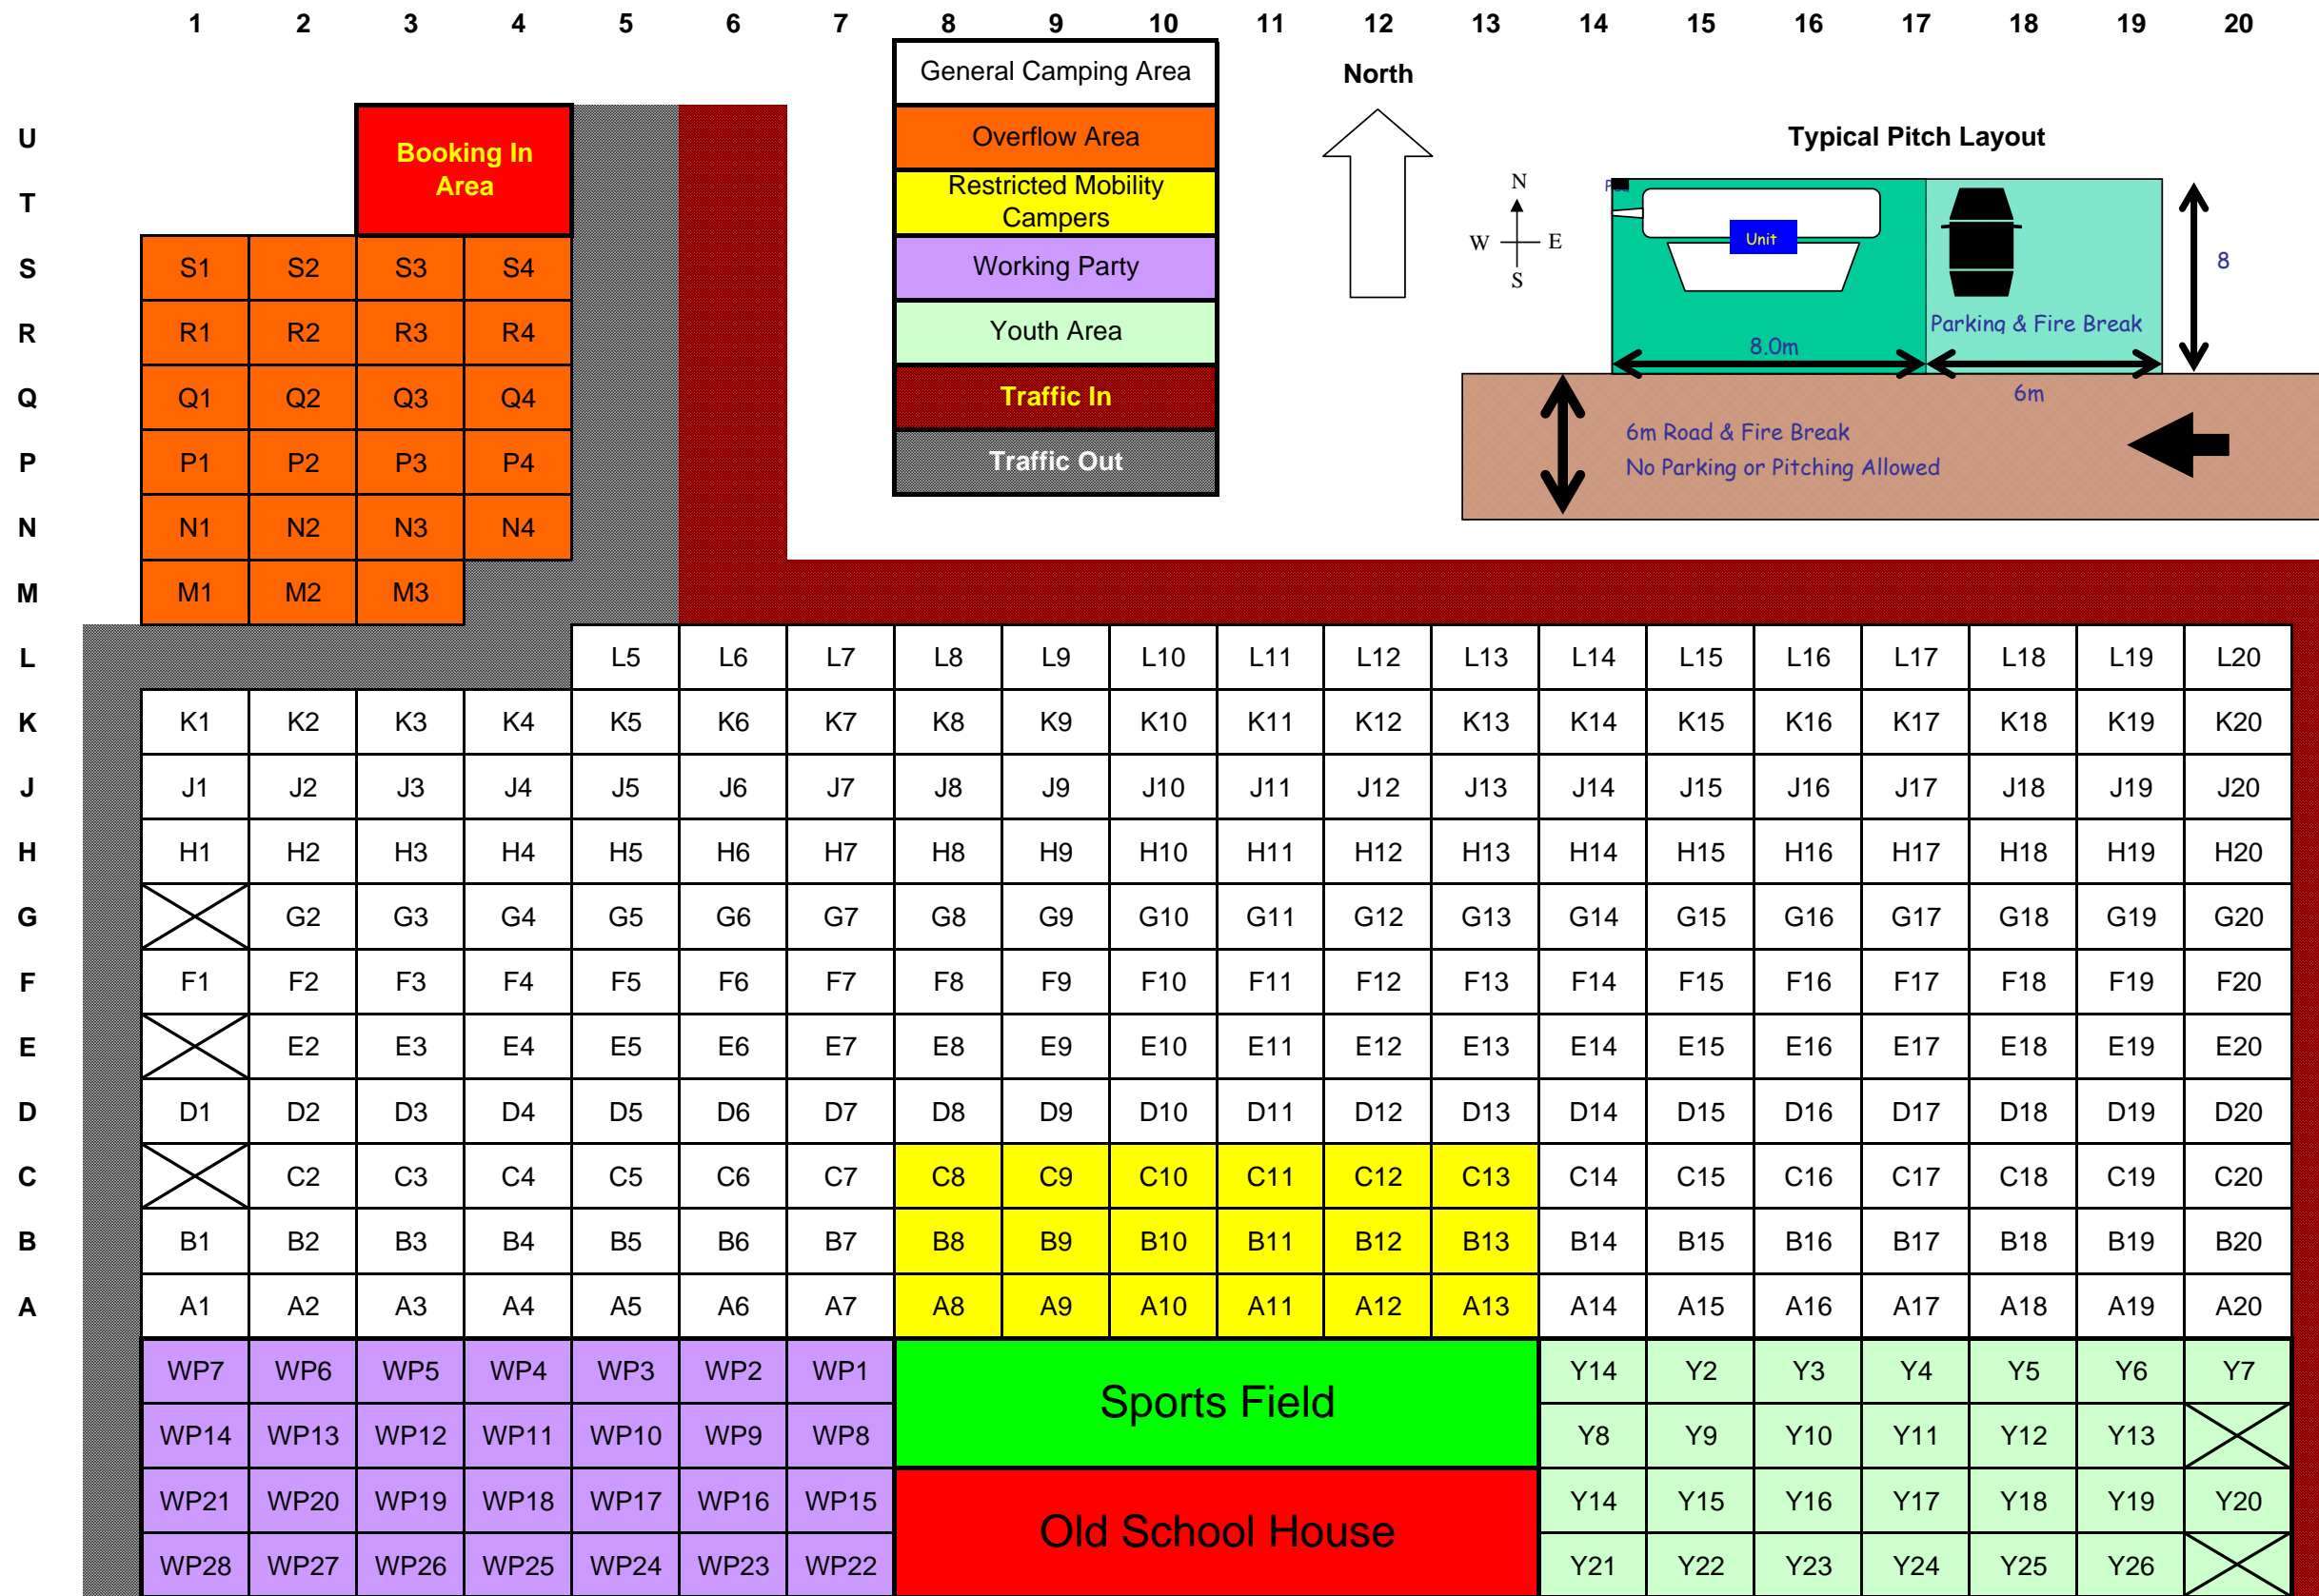 1 2 3 4 5 6 7 8 9 10 11 12 13 14 15 16 17 18 19 20
General Camping Area
North
U
Booking In
Area
Overflow Area
Typical Pitch Layout
T
Restricted Mobility
Campers
N
W E
S
Unit
8
S S1 S2 S3 S4
Working Party
R R1 R2 R3 R4
Youth Area
Parking & Fire Break
8.0m
Q Q1 Q2 Q3 Q4
Traffic In
6m
6m Road & Fire Break
P P1 P2 P3 P4
Traffic Out
No Parking or Pitching Allowed
N N1 N2 N3 N4
M M1 M2 M3
L L5 L6 L7 L8 L9 L10 L11 L12 L13 L14 L15 L16 L17 L18 L19 L20
K K1 K2 K3 K4 K5 K6 K7 K8 K9 K10 K11 K12 K13 K14 K15 K16 K17 K18 K19 K20
J J1 J2 J3 J4 J5 J6 J7 J8 J9 J10 J11 J12 J13 J14 J15 J16 J17 J18 J19 J20
H H1 H2 H3 H4 H5 H6 H7 H8 H9 H10 H11 H12 H13 H14 H15 H16 H17 H18 H19 H20
G G2 G3 G4 G5 G6 G7 G8 G9 G10 G11 G12 G13 G14 G15 G16 G17 G18 G19 G20
F F1 F2 F3 F4 F5 F6 F7 F8 F9 F10 F11 F12 F13 F14 F15 F16 F17 F18 F19 F20
E E2 E3 E4 E5 E6 E7 E8 E9 E10 E11 E12 E13 E14 E15 E16 E17 E18 E19 E20
D D1 D2 D3 D4 D5 D6 D7 D8 D9 D10 D11 D12 D13 D14 D15 D16 D17 D18 D19 D20
C C2 C3 C4 C5 C6 C7 C8 C9 C10 C11 C12 C13 C14 C15 C16 C17 C18 C19 C20
B B1 B2 B3 B4 B5 B6 B7 B8 B9 B10 B11 B12 B13 B14 B15 B16 B17 B18 B19 B20
A A1 A2 A3 A4 A5 A6 A7 A8 A9 A10 A11 A12 A13 A14 A15 A16 A17 A18 A19 A20
WP7 WP6 WP5 WP4 WP3 WP2 WP1 Y14 Y2 Y3 Y4 Y5 Y6 Y7
Sports Field
WP14 WP13 WP12 WP11 WP10 WP9 WP8 Y8 Y9 Y10 Y11 Y12 Y13
WP21 WP20 WP19 WP18 WP17 WP16 WP15 Y14 Y15 Y16 Y17 Y18 Y19 Y20
Old School House
WP28 WP27 WP26 WP25 WP24 WP23 WP22 Y21 Y22 Y23 Y24 Y25 Y26